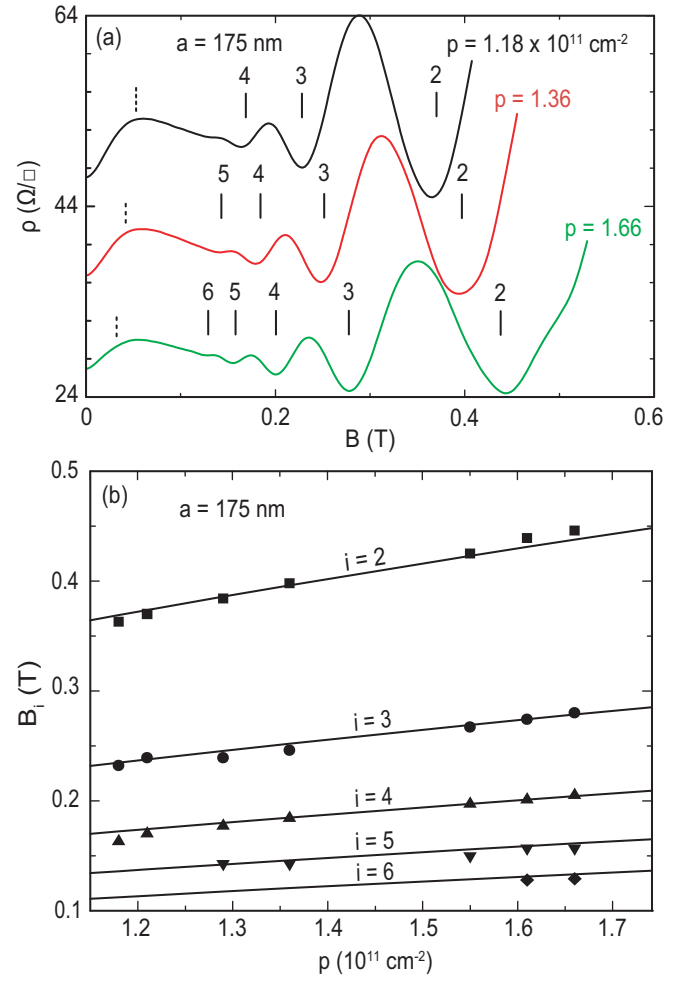 (a)
a = 175 nm
p = 1.18 x 10¹¹ cm⁻²
4 3 2
p = 1.36
5 4 3 2
p = 1.66
6 5 4 3 2
64
44
24
ρ (Ω/□)
0 0.2 0.4 0.6
B (T)
(b)
a = 175 nm
0.5
0.4
0.3
0.2
0.1
Bᵢ (T)
i = 2
i = 3
i = 4
i = 5
i = 6
1.2 1.3 1.4 1.5 1.6 1.7
p (10¹¹ cm⁻²)